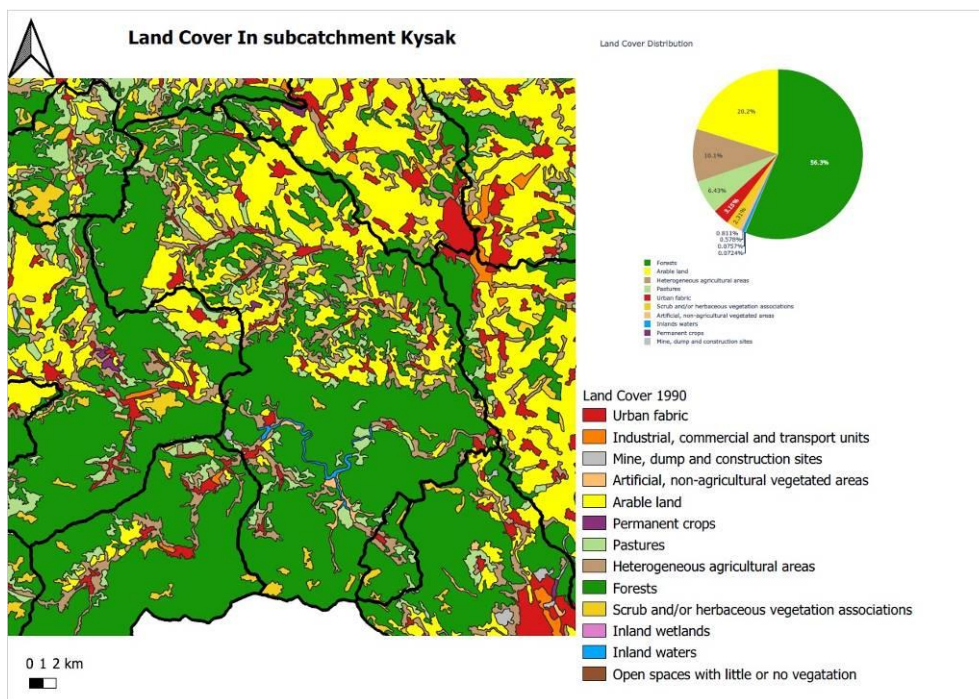 Land Cover In subcatchment Kysak
Land Cover Distribution
20.2%
56.3%
10.1%
6.43%
3.19%
2.31%
0.811%
0.578%
0.0757%
0.0724%
Forests
Arable land
Heterogeneous agricultural areas
Pastures
Urban fabric
Scrub and/or herbaceous vegetation associations
Artificial, non-agricultural vegetated areas
Inlands waters
Permanent crops
Mine, dump and construction sites
Land Cover 1990
Urban fabric
Industrial, commercial and transport units
Mine, dump and construction sites
Artificial, non-agricultural vegetated areas
Arable land
Permanent crops
Pastures
Heterogeneous agricultural areas
Forests
Scrub and/or herbaceous vegetation associations
Inland wetlands
Inland waters
Open spaces with little or no vegatation
0 1 2 km